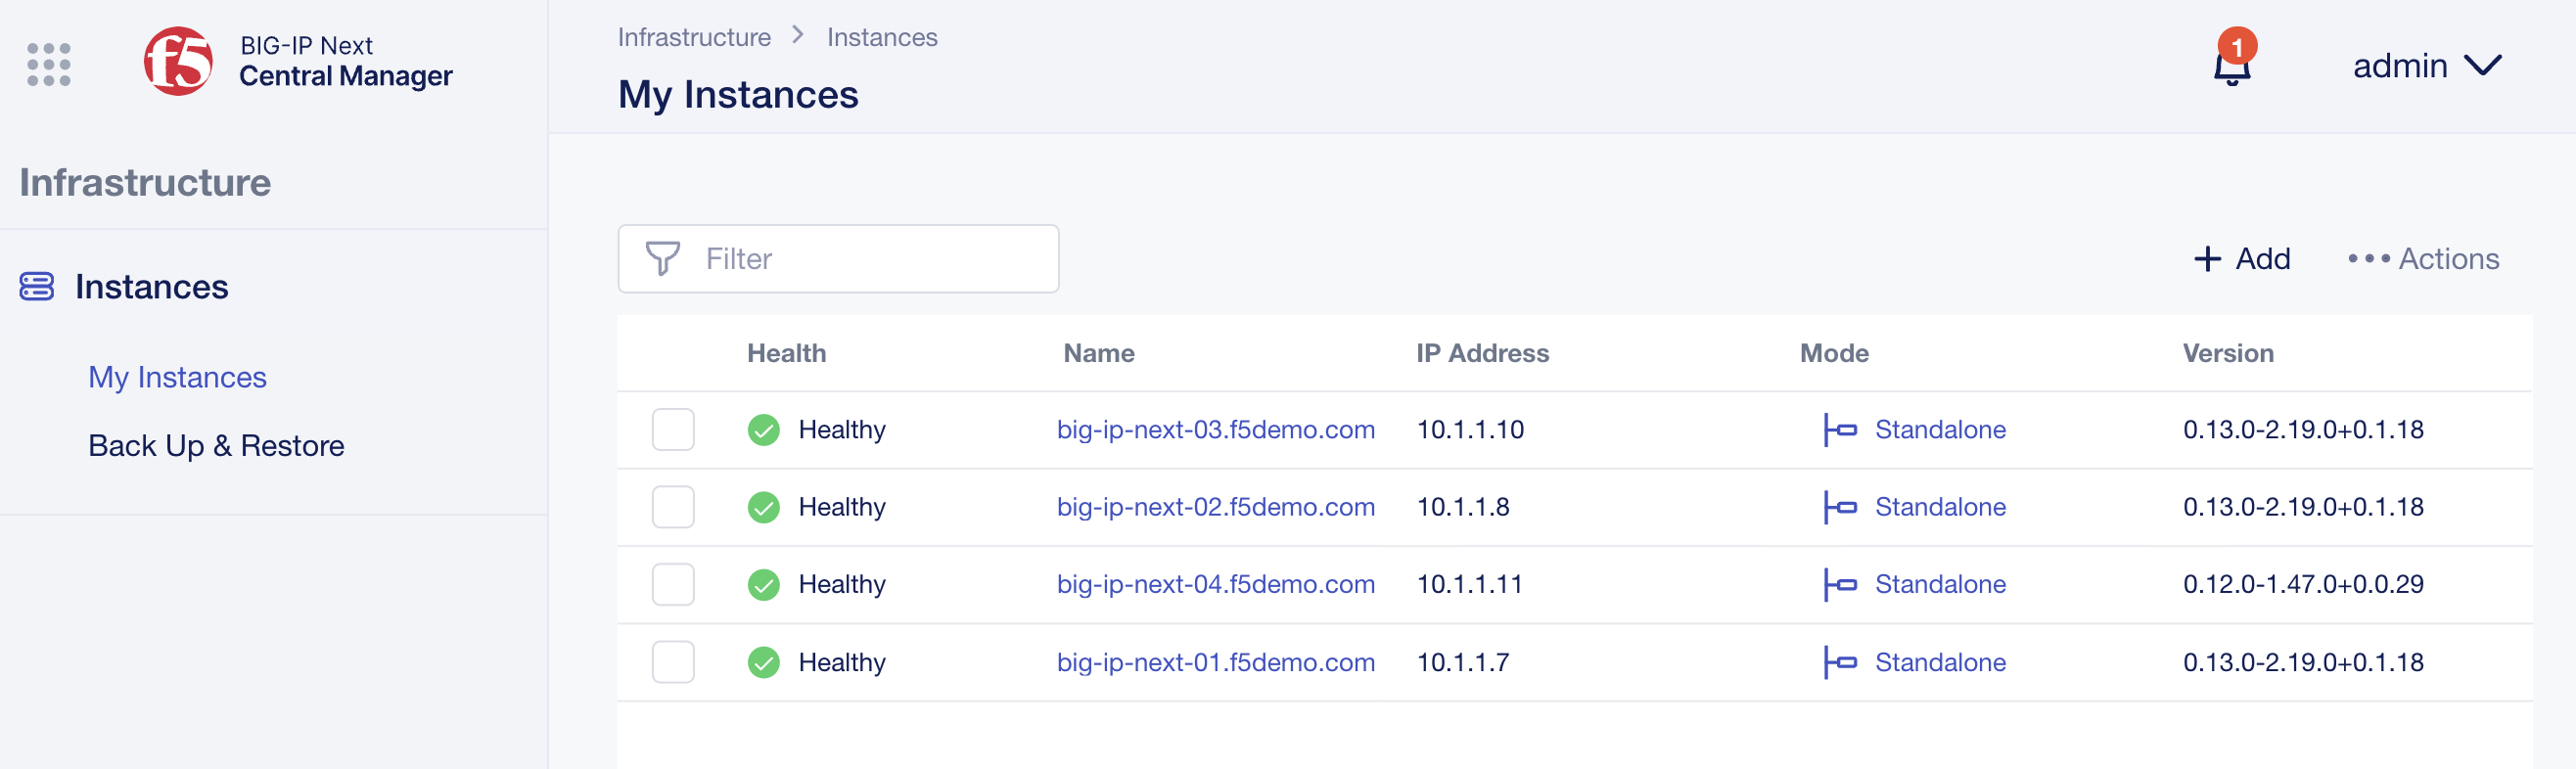 f5
BIG-IP Next
Central Manager
Infrastructure
Instances
My Instances
Back Up & Restore
Infrastructure > Instances
My Instances
1
admin
Filter
+ Add
••• Actions
Health Name IP Address Mode Version
Healthy big-ip-next-03.f5demo.com 10.1.1.10 Standalone 0.13.0-2.19.0+0.1.18
Healthy big-ip-next-02.f5demo.com 10.1.1.8 Standalone 0.13.0-2.19.0+0.1.18
Healthy big-ip-next-04.f5demo.com 10.1.1.11 Standalone 0.12.0-1.47.0+0.0.29
Healthy big-ip-next-01.f5demo.com 10.1.1.7 Standalone 0.13.0-2.19.0+0.1.18